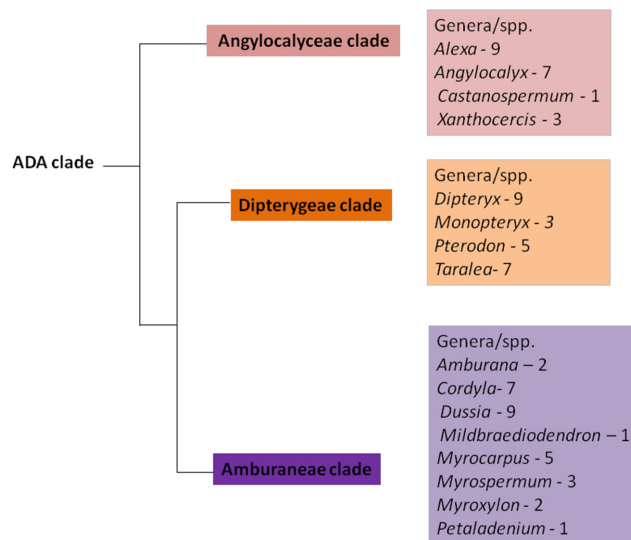 Angylocalyceae clade
Genera/spp.
Alexa - 9
Angylocalyx - 7
Castanospermum - 1
Xanthocercis - 3
ADA clade
Dipterygeae clade
Genera/spp.
Dipteryx - 9
Monopteryx - 3
Pterodon - 5
Taralea- 7
Amburaneae clade
Genera/spp.
Amburana – 2
Cordyla- 7
Dussia - 9
Mildbraediodendron – 1
Myrocarpus - 5
Myrospermum - 3
Myroxylon - 2
Petaladenium - 1